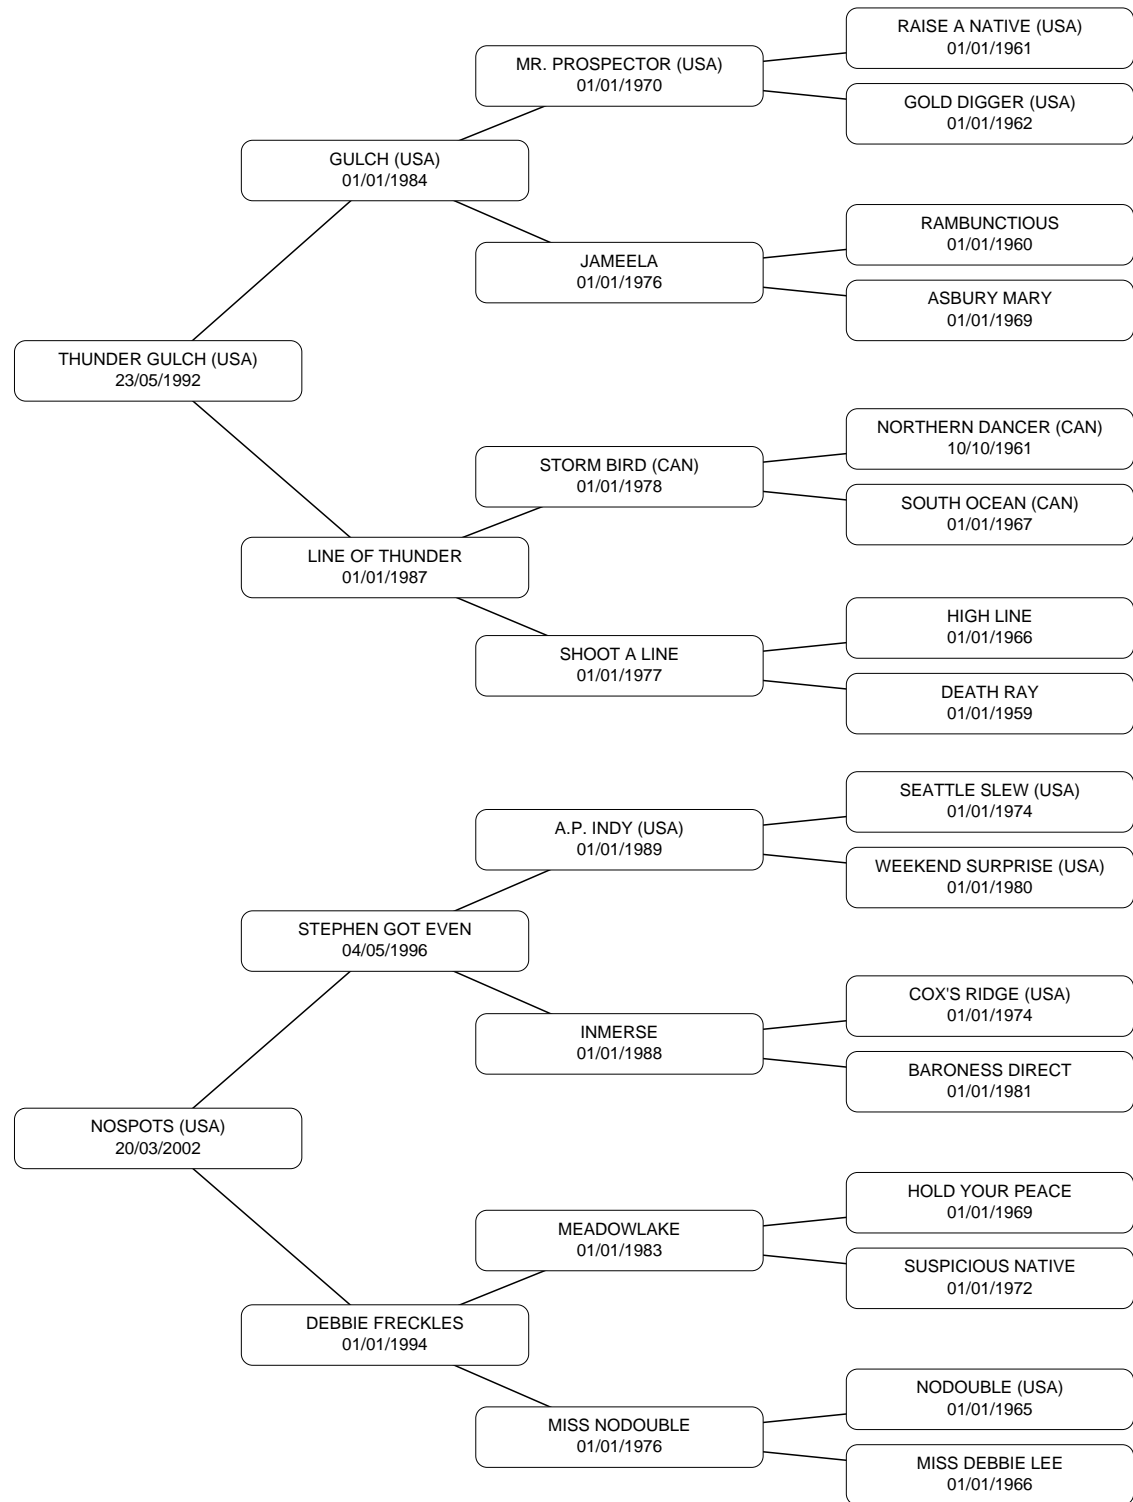 RAISE A NATIVE (USA)
01/01/1961
MR. PROSPECTOR (USA)
01/01/1970
GOLD DIGGER (USA)
01/01/1962
GULCH (USA)
01/01/1984
RAMBUNCTIOUS
01/01/1960
JAMEELA
01/01/1976
ASBURY MARY
01/01/1969
THUNDER GULCH (USA)
23/05/1992
NORTHERN DANCER (CAN)
10/10/1961
STORM BIRD (CAN)
01/01/1978
SOUTH OCEAN (CAN)
01/01/1967
LINE OF THUNDER
01/01/1987
HIGH LINE
01/01/1966
SHOOT A LINE
01/01/1977
DEATH RAY
01/01/1959
SEATTLE SLEW (USA)
01/01/1974
A.P. INDY (USA)
01/01/1989
WEEKEND SURPRISE (USA)
01/01/1980
STEPHEN GOT EVEN
04/05/1996
COX'S RIDGE (USA)
01/01/1974
INMERSE
01/01/1988
BARONESS DIRECT
01/01/1981
NOSPOTS (USA)
20/03/2002
HOLD YOUR PEACE
01/01/1969
MEADOWLAKE
01/01/1983
SUSPICIOUS NATIVE
01/01/1972
DEBBIE FRECKLES
01/01/1994
NODOUBLE (USA)
01/01/1965
MISS NODOUBLE
01/01/1976
MISS DEBBIE LEE
01/01/1966